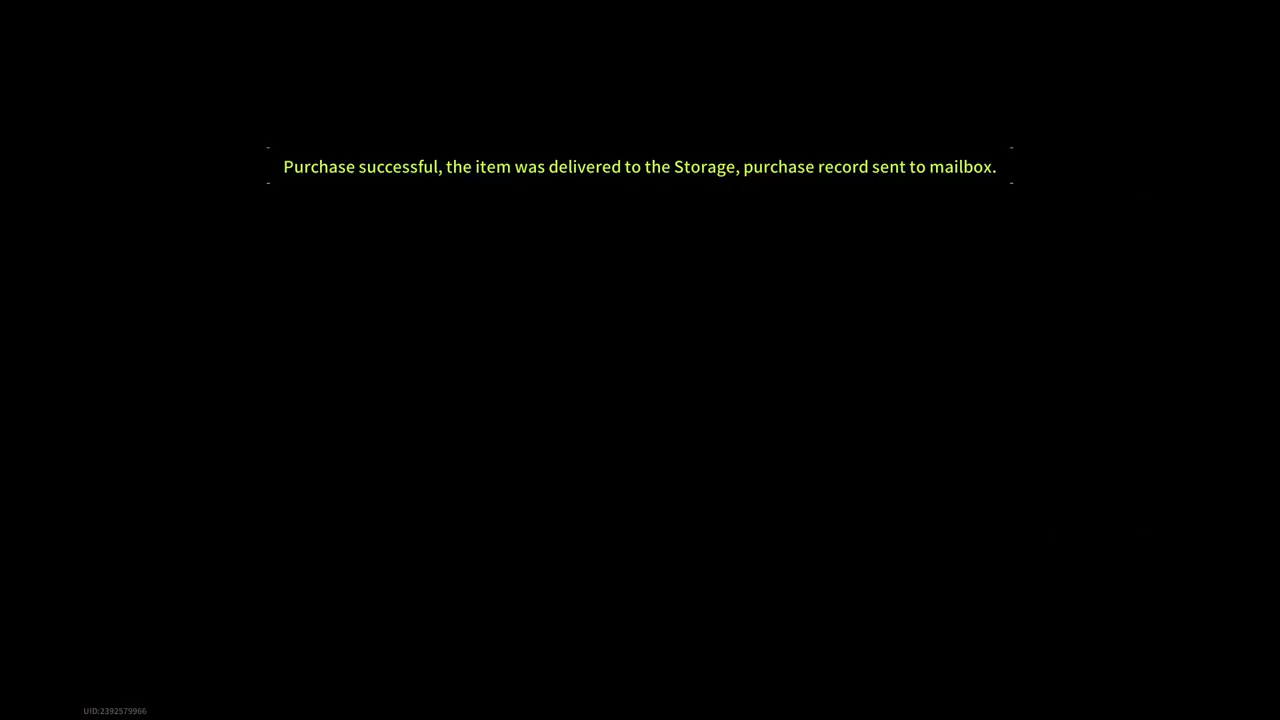 Purchase successful, the item was delivered to the Storage, purchase record sent to mailbox.
UID:2392579966